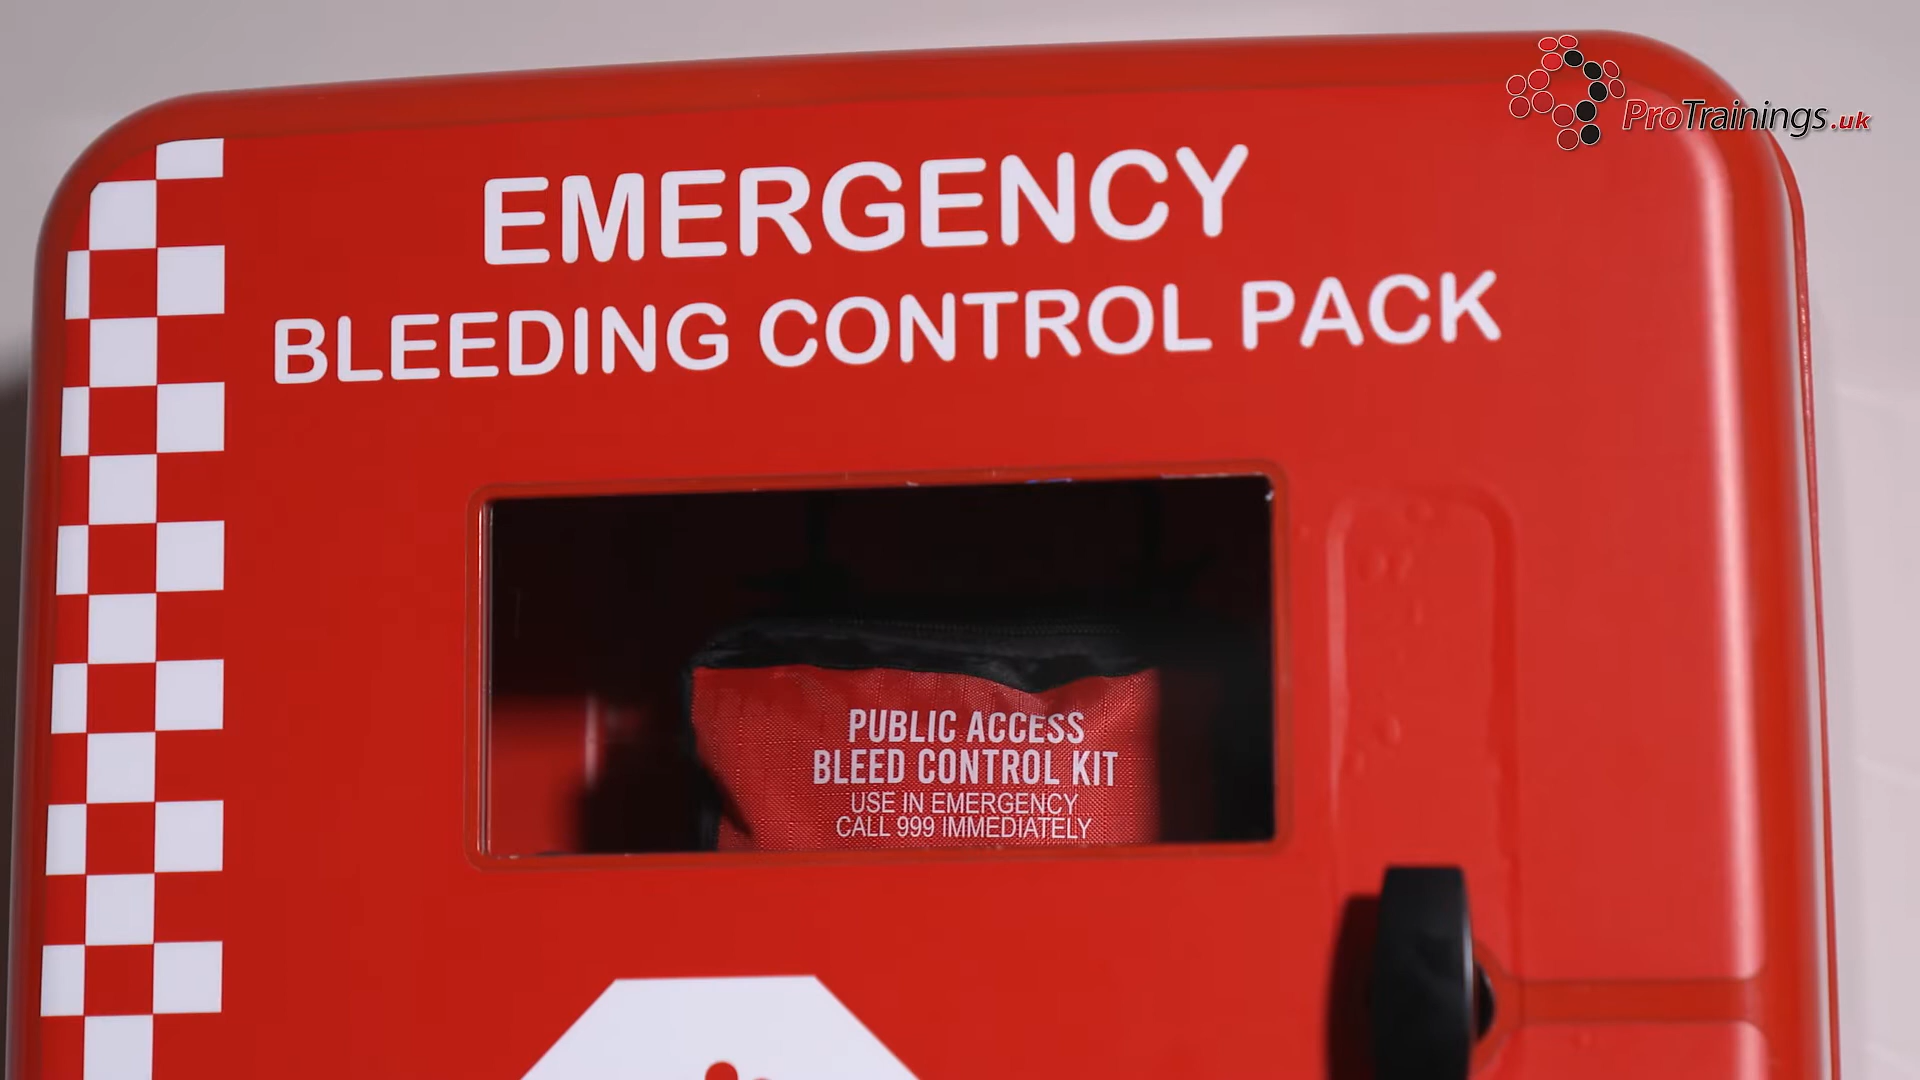 ProTrainings.uk
EMERGENCY
BLEEDING CONTROL PACK
PUBLIC ACCESS
BLEED CONTROL KIT
USE IN EMERGENCY
CALL 999 IMMEDIATELY